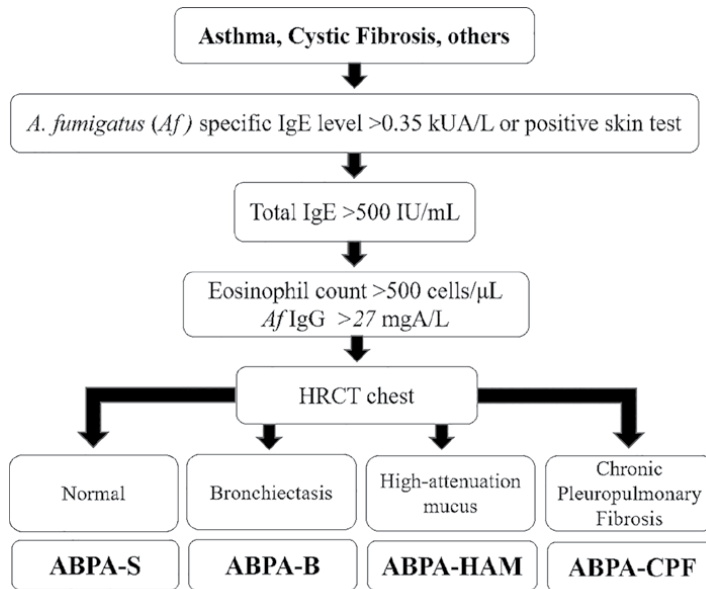 Asthma, Cystic Fibrosis, others
A. fumigatus (Af) specific IgE level >0.35 kUA/L or positive skin test
Total IgE >500 IU/mL
Eosinophil count >500 cells/μL
Af IgG >27 mgA/L
HRCT chest
Normal
Bronchiectasis
High-attenuation
mucus
Chronic
Pleuropulmonary
Fibrosis
ABPA-S
ABPA-B
ABPA-HAM
ABPA-CPF